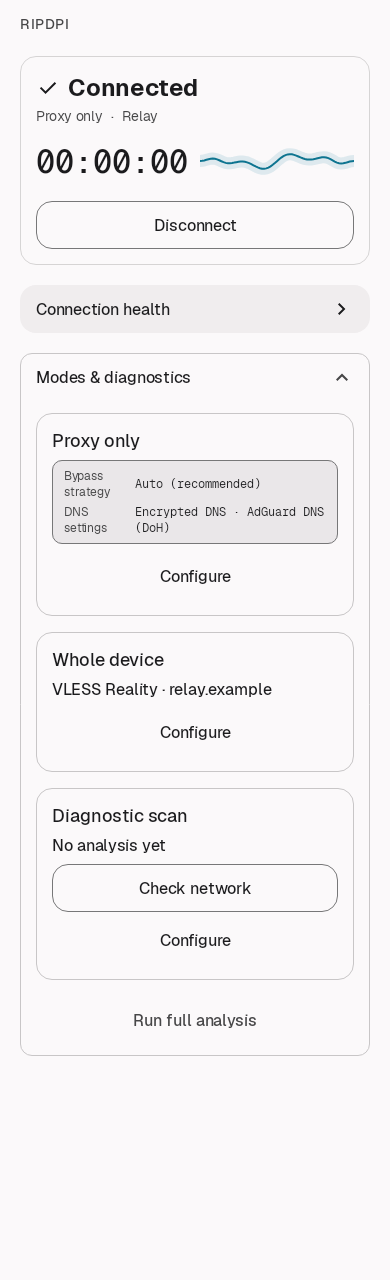 RIPDPI
Connected
Proxy only · Relay
00:00:00
Disconnect
Connection health
Modes & diagnostics
Proxy only
Bypass strategy
Auto (recommended)
DNS settings
Encrypted DNS · AdGuard DNS (DoH)
Configure
Whole device
VLESS Reality · relay.example
Configure
Diagnostic scan
No analysis yet
Check network
Configure
Run full analysis